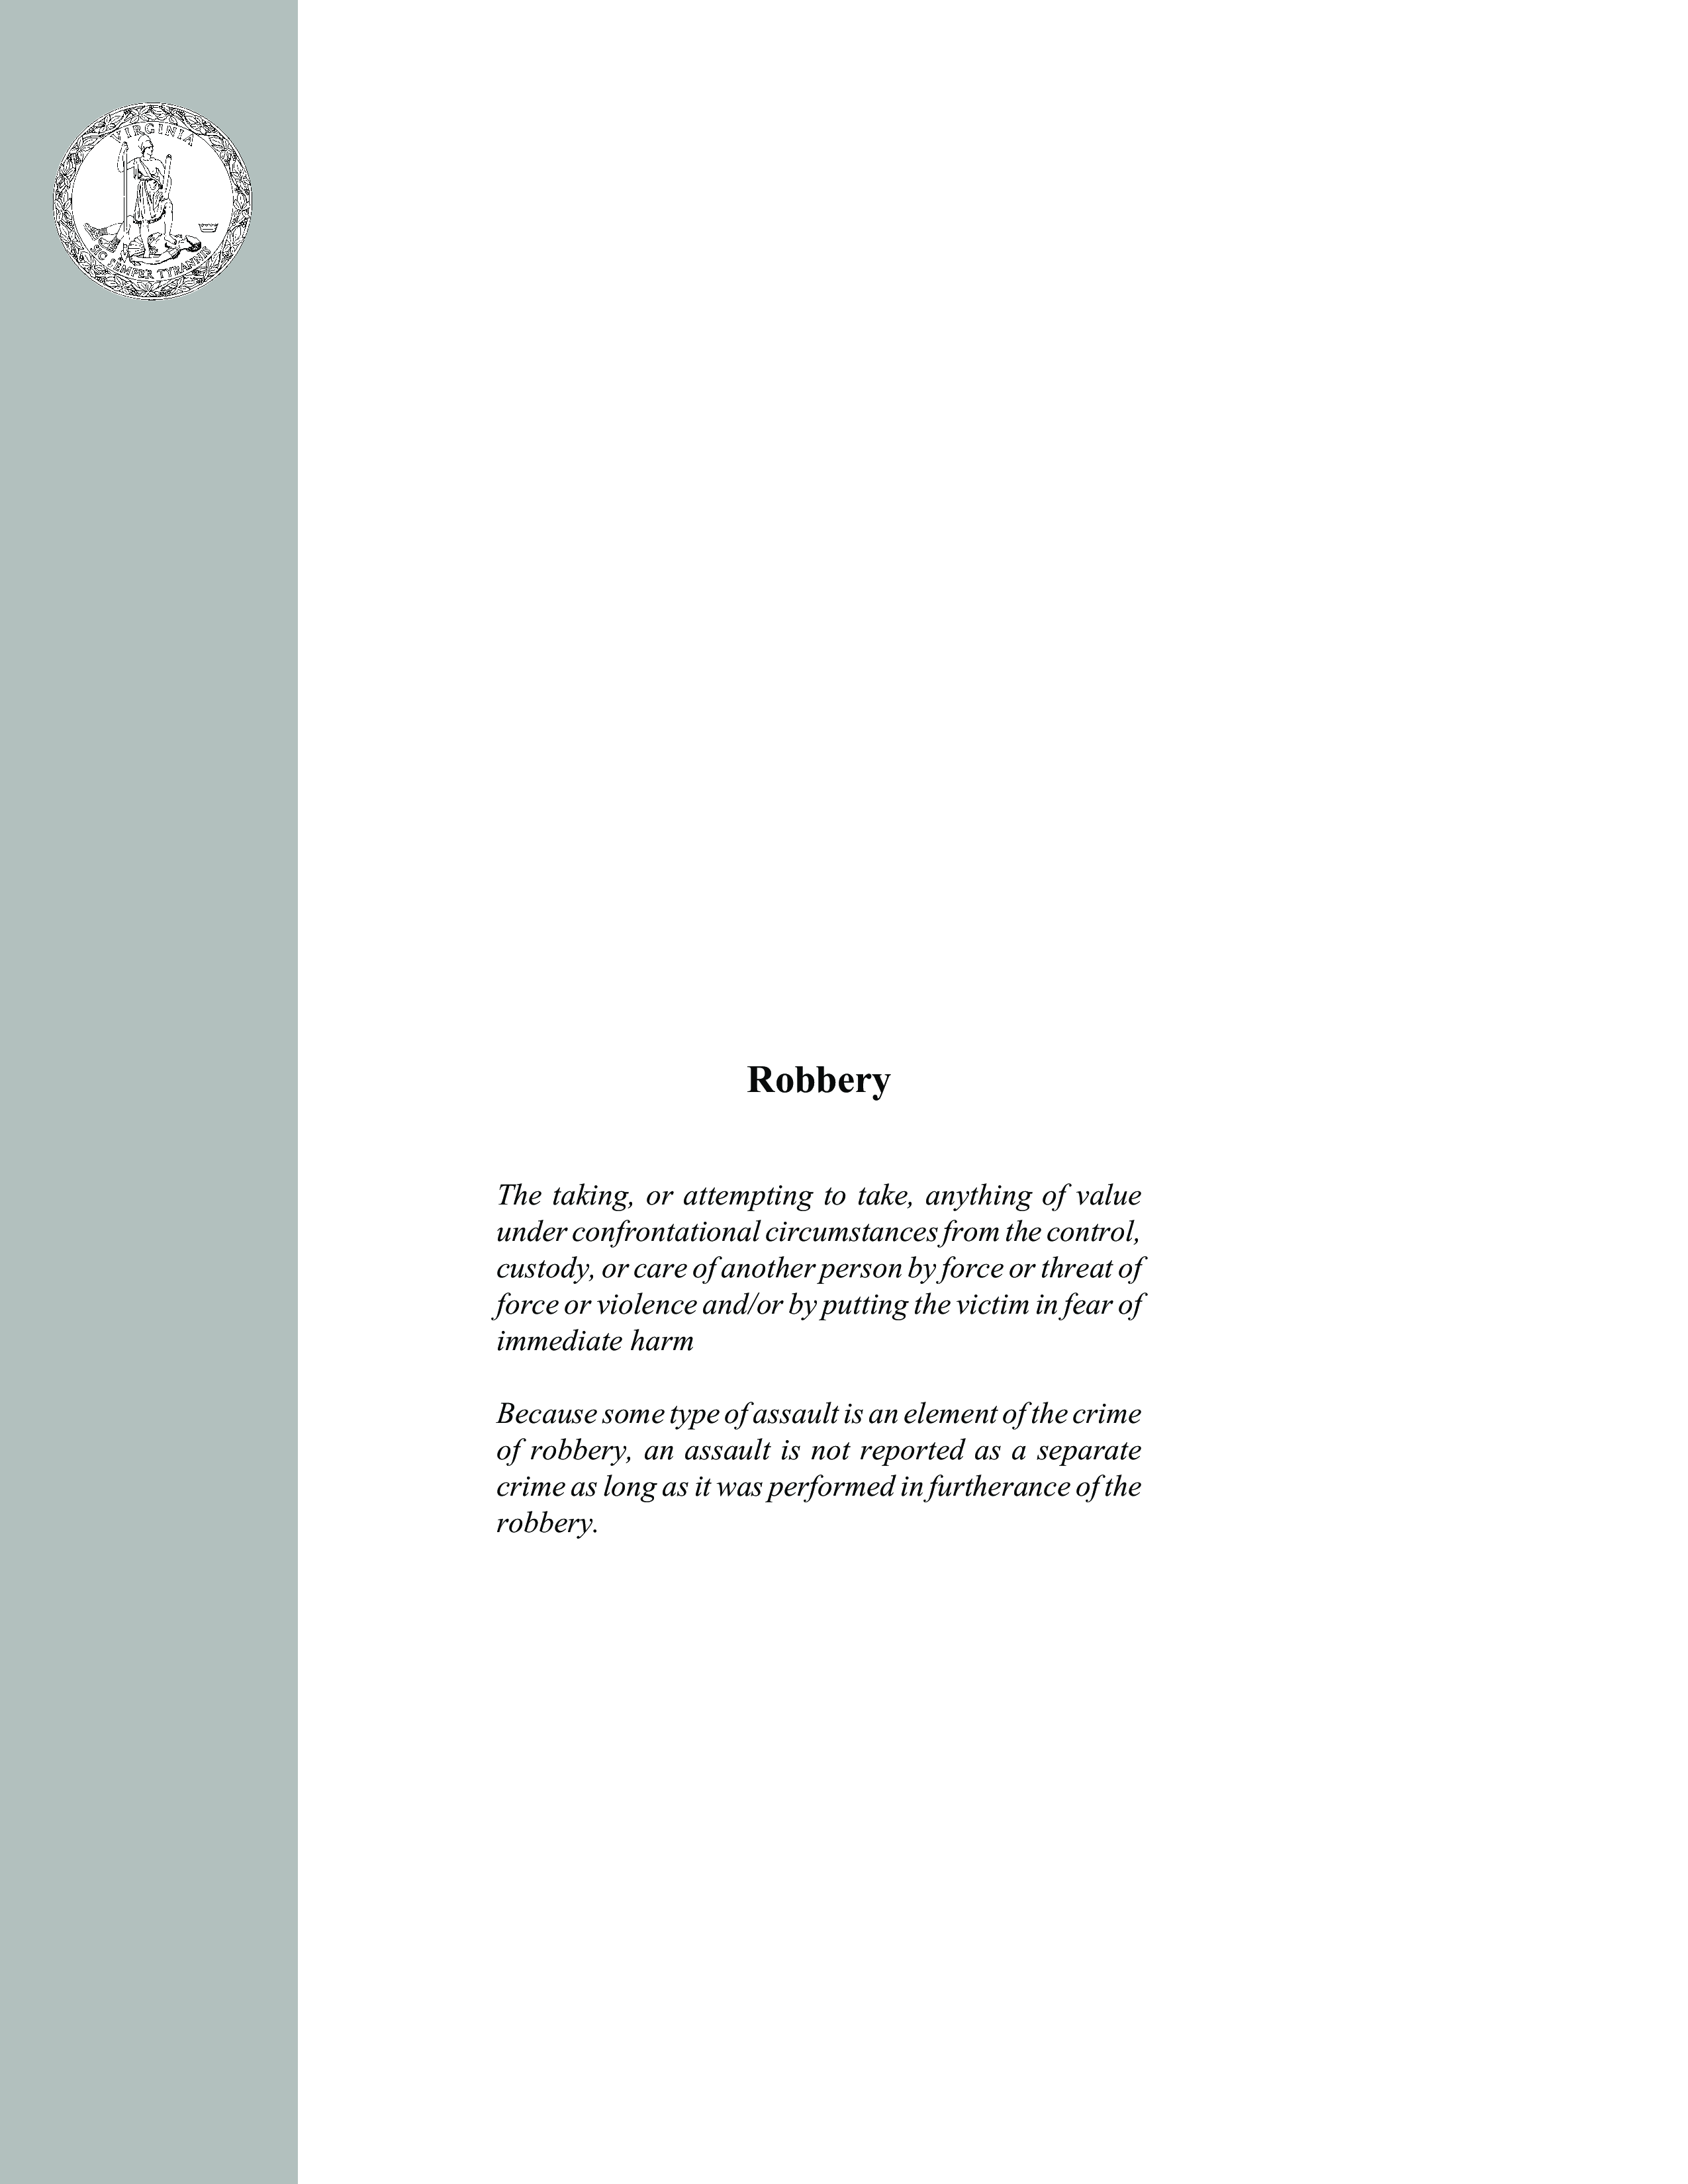 VIRGINIA
SIC SEMPER TYRANNIS
Robbery
The taking, or attempting to take, anything of value
under confrontational circumstances from the control,
custody, or care of another person by force or threat of
force or violence and/or by putting the victim in fear of
immediate harm
Because some type of assault is an element of the crime
of robbery, an assault is not reported as a separate
crime as long as it was performed in furtherance of the
robbery.